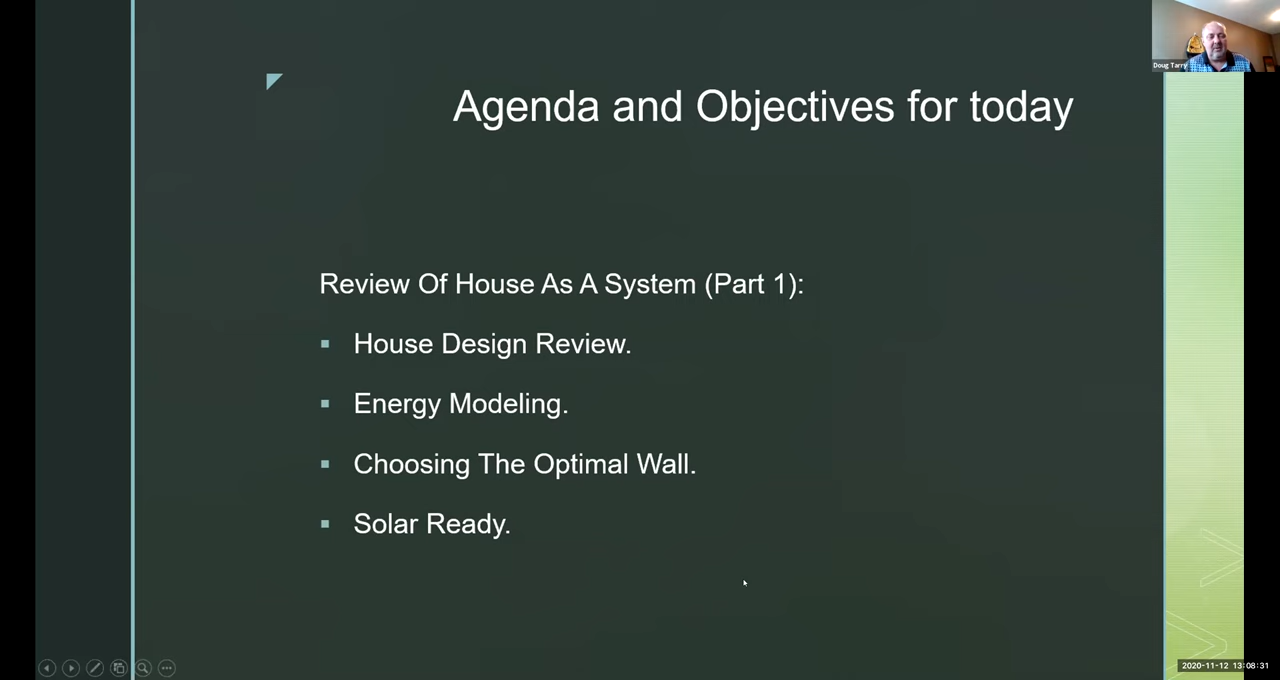 Doug Tarry
Agenda and Objectives for today
Review Of House As A System (Part 1):
House Design Review.
Energy Modeling.
Choosing The Optimal Wall.
Solar Ready.
2020-11-12 13:08:31